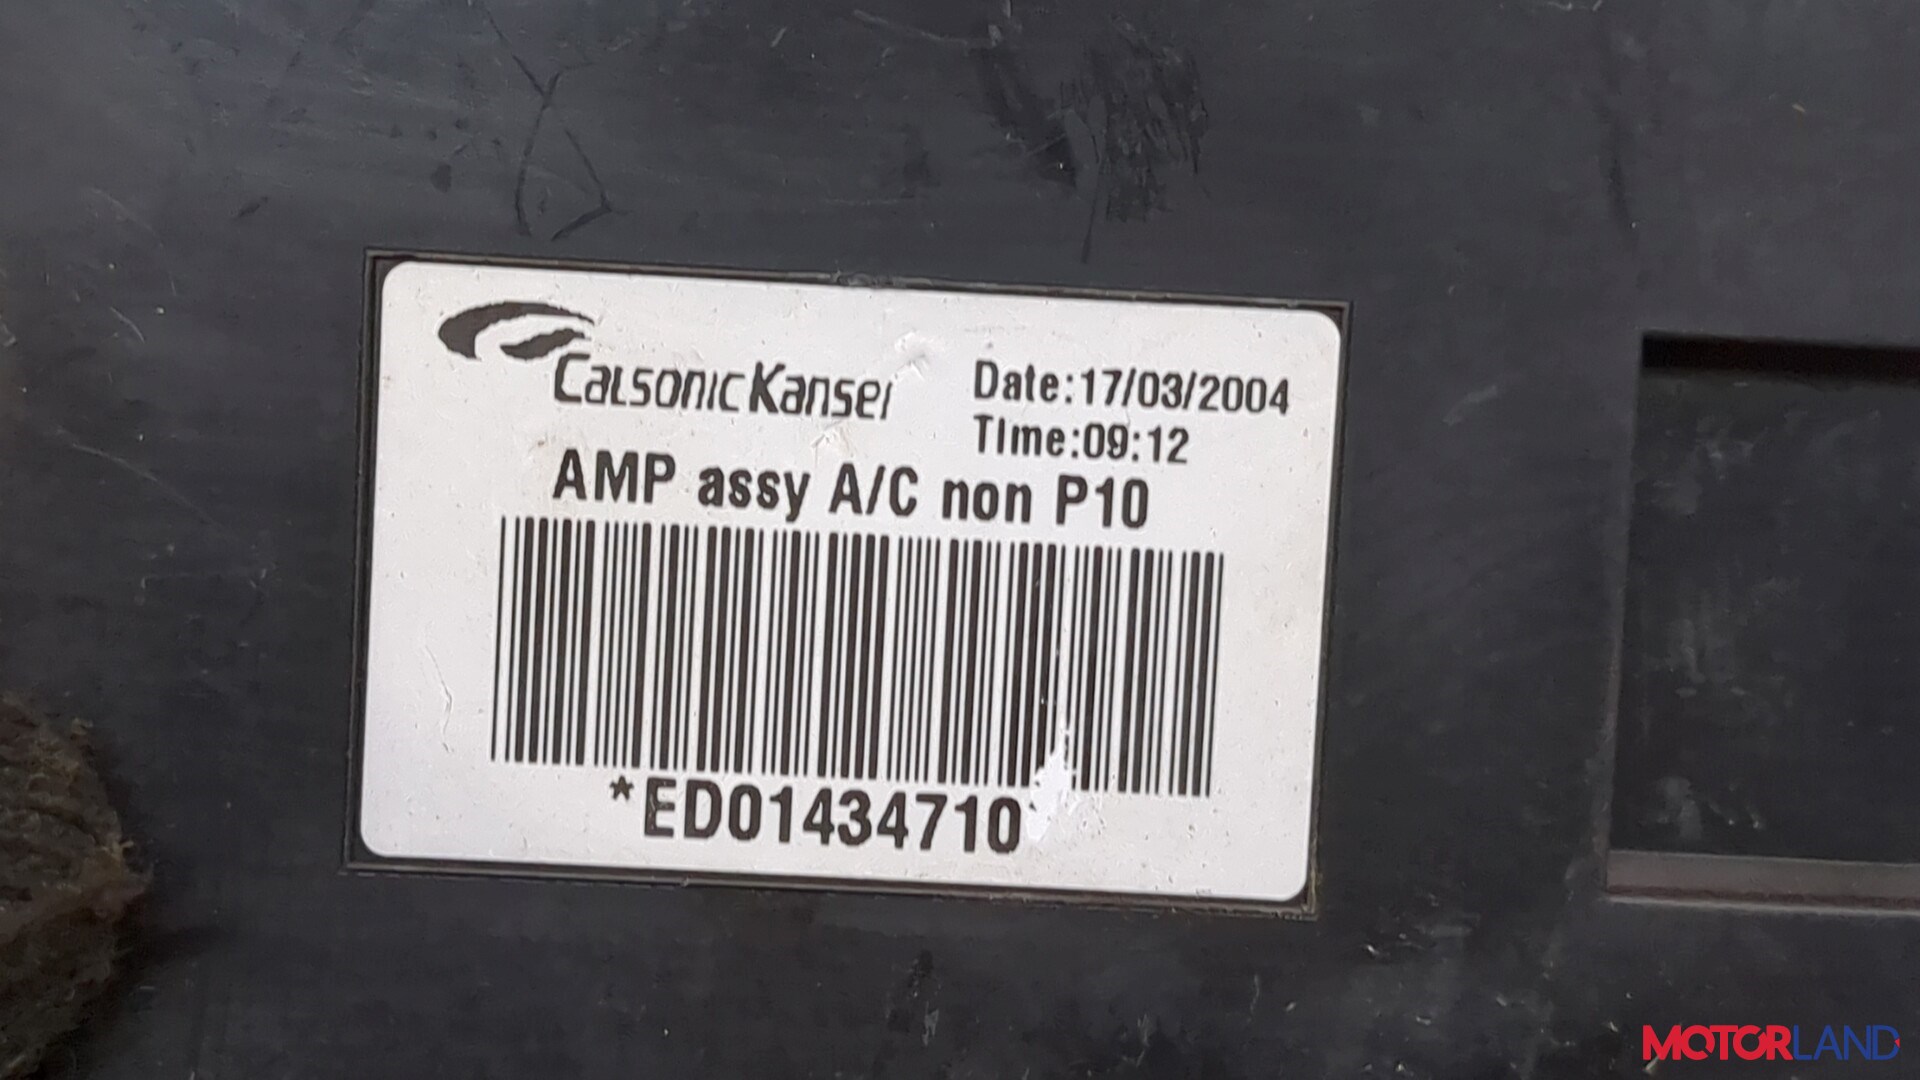 CalsonicKansei
Date:17/03/2004
Time:09:12
AMP assy A/C non P10
*ED01434710
MOTORLAND